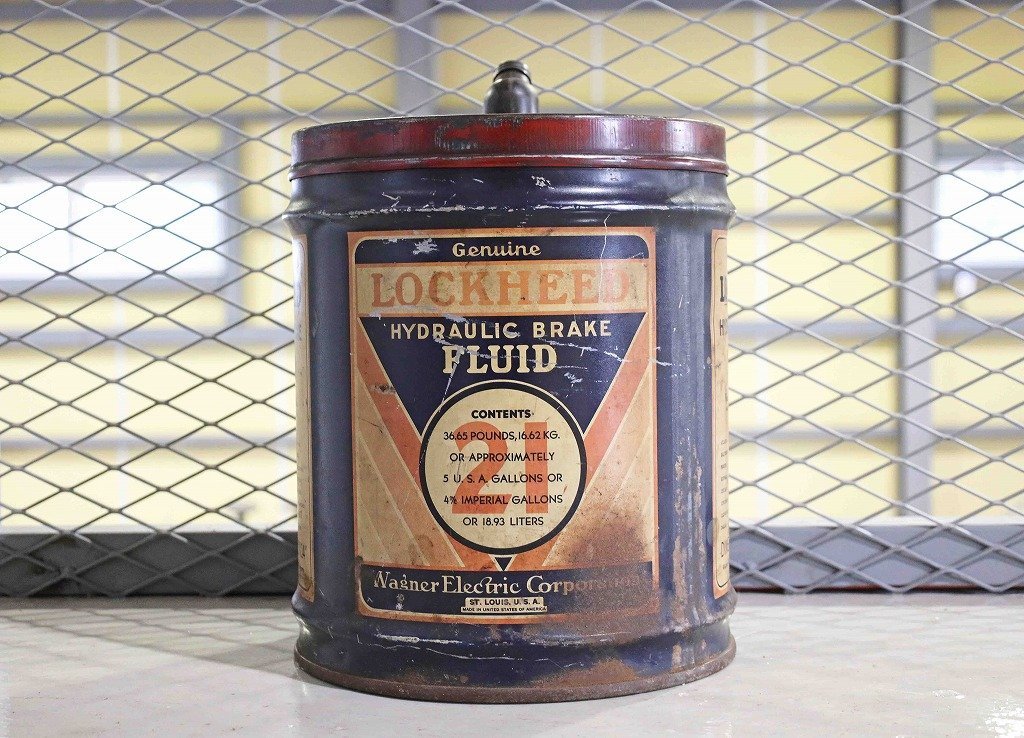 Genuine
LOCKHEED
HYDRAULIC BRAKE
FLUID
CONTENTS
21
36.65 POUNDS, 16.62 KG.
OR APPROXIMATELY
5 U. S. A. GALLONS OR
4⅙ IMPERIAL GALLONS
OR 18.93 LITERS
Wagner Electric Corporation
ST. LOUIS, U. S. A.
MADE IN UNITED STATES OF AMERICA